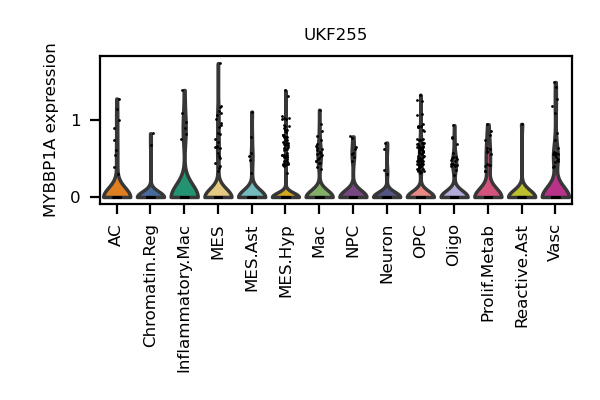 UKF255
MYBBP1A expression
1
0
AC
Chromatin.Reg
Inflammatory.Mac
MES
MES.Ast
MES.Hyp
Mac
NPC
Neuron
OPC
Oligo
Prolif.Metab
Reactive.Ast
Vasc